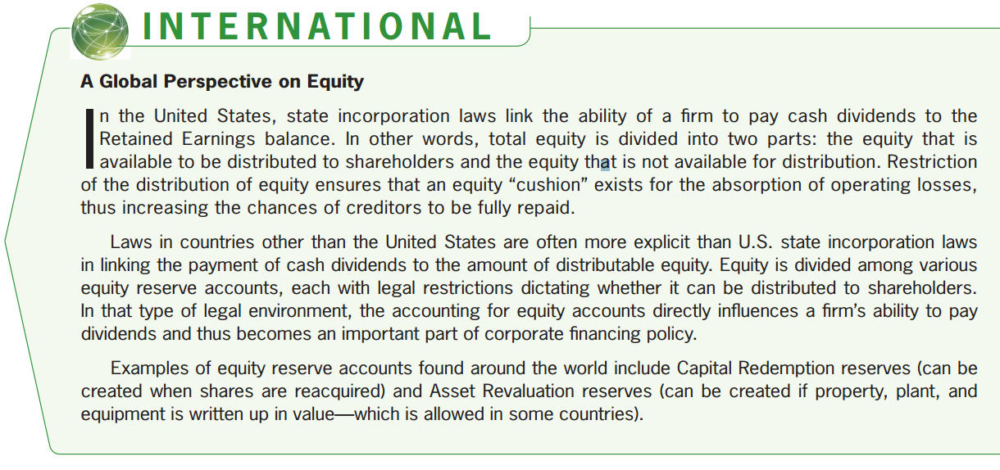 INTERNATIONAL
A Global Perspective on Equity
In the United States, state incorporation laws link the ability of a firm to pay cash dividends to the
Retained Earnings balance. In other words, total equity is divided into two parts: the equity that is
available to be distributed to shareholders and the equity that is not available for distribution. Restriction
of the distribution of equity ensures that an equity “cushion” exists for the absorption of operating losses,
thus increasing the chances of creditors to be fully repaid.
Laws in countries other than the United States are often more explicit than U.S. state incorporation laws
in linking the payment of cash dividends to the amount of distributable equity. Equity is divided among various
equity reserve accounts, each with legal restrictions dictating whether it can be distributed to shareholders.
In that type of legal environment, the accounting for equity accounts directly influences a firm’s ability to pay
dividends and thus becomes an important part of corporate financing policy.
Examples of equity reserve accounts found around the world include Capital Redemption reserves (can be
created when shares are reacquired) and Asset Revaluation reserves (can be created if property, plant, and
equipment is written up in value—which is allowed in some countries).